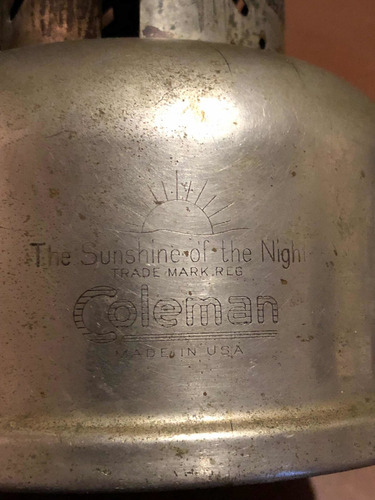 The Sunshine of the Night
TRADE MARK REG
Coleman
MADE IN USA